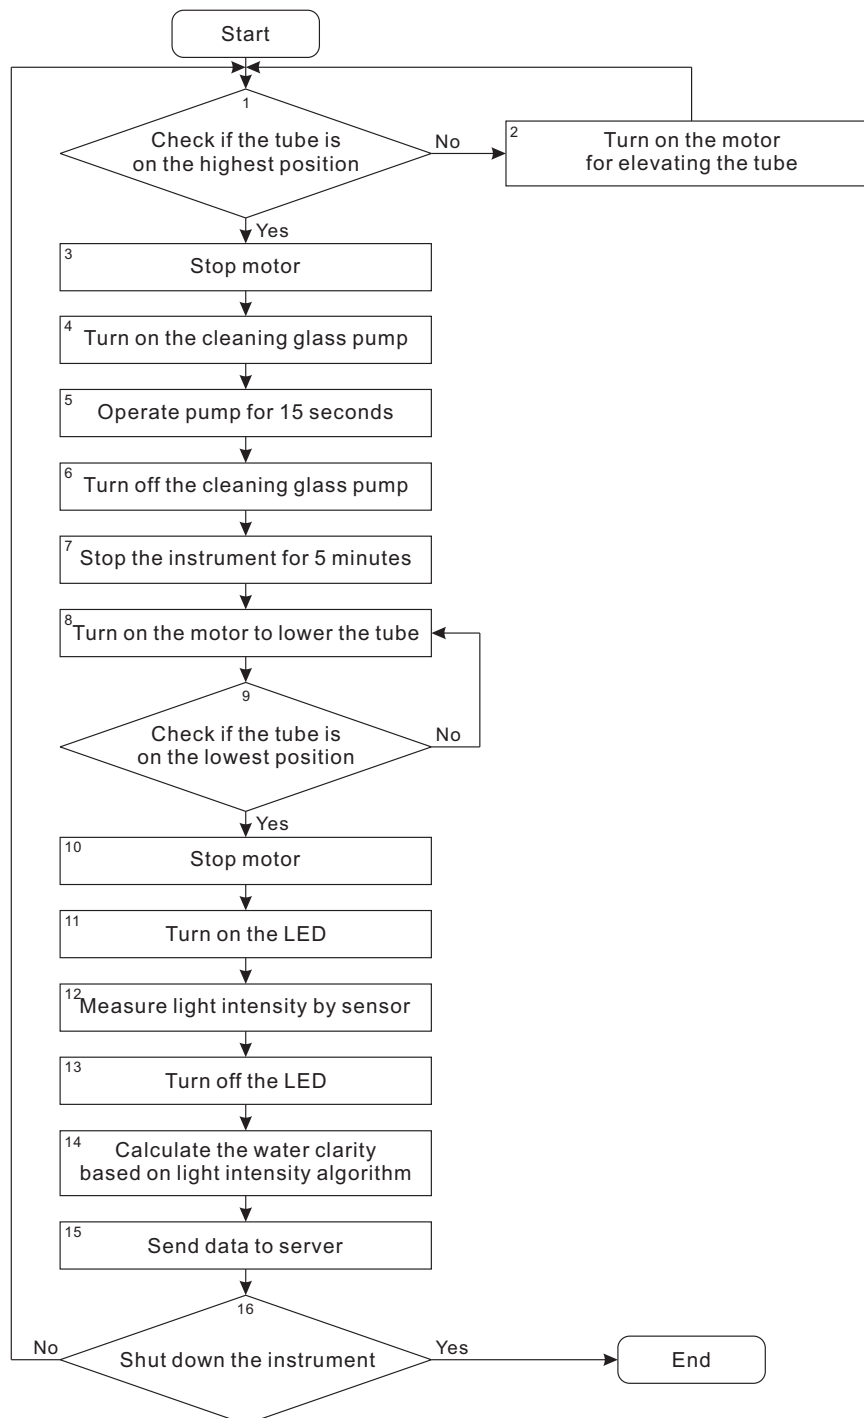 Start
1
Check if the tube is
on the highest position
No
2
Turn on the motor
for elevating the tube
Yes
3
Stop motor
4
Turn on the cleaning glass pump
5
Operate pump for 15 seconds
6
Turn off the cleaning glass pump
7
Stop the instrument for 5 minutes
8
Turn on the motor to lower the tube
9
Check if the tube is
on the lowest position
No
Yes
10
Stop motor
11
Turn on the LED
12
Measure light intensity by sensor
13
Turn off the LED
14
Calculate the water clarity
based on light intensity algorithm
15
Send data to server
16
No
Shut down the instrument
Yes
End